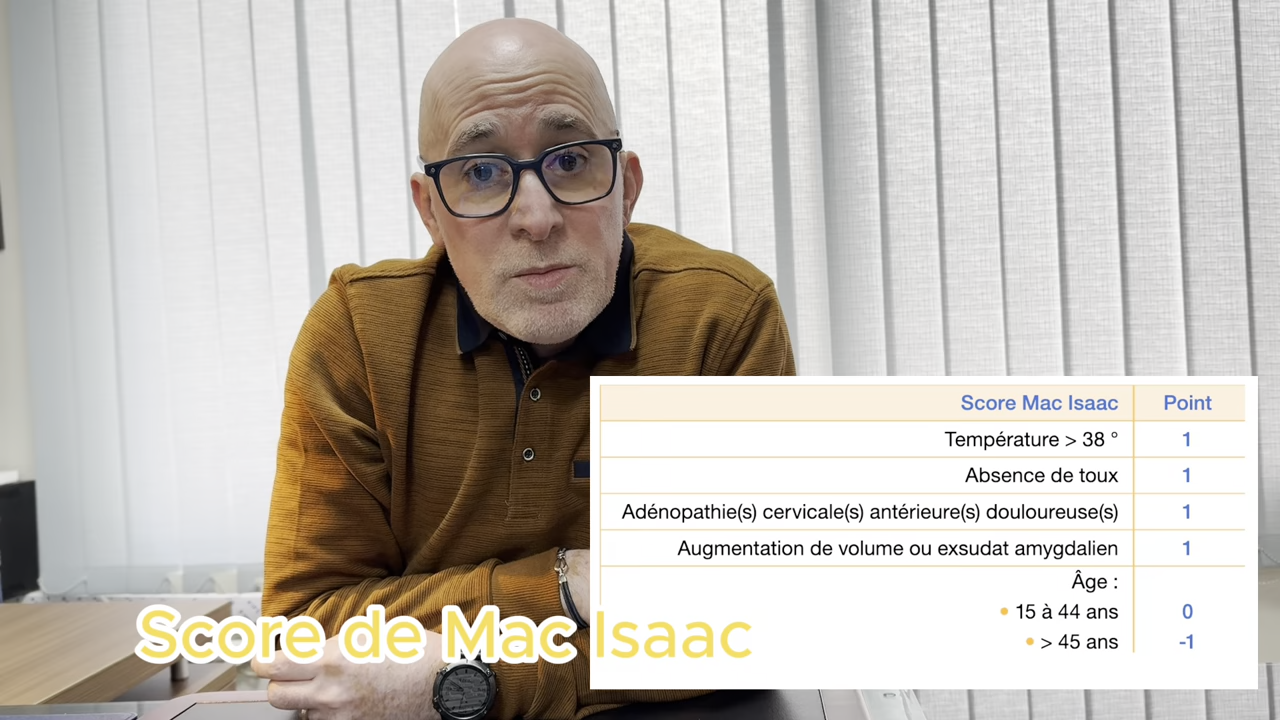 Score Mac Isaac Point
Température > 38 ° 1
Absence de toux 1
Adénopathie(s) cervicale(s) antérieure(s) douloureuse(s) 1
Augmentation de volume ou exsudat amygdalien 1
Âge :
• 15 à 44 ans 0
• > 45 ans -1
Score de Mac Isaac